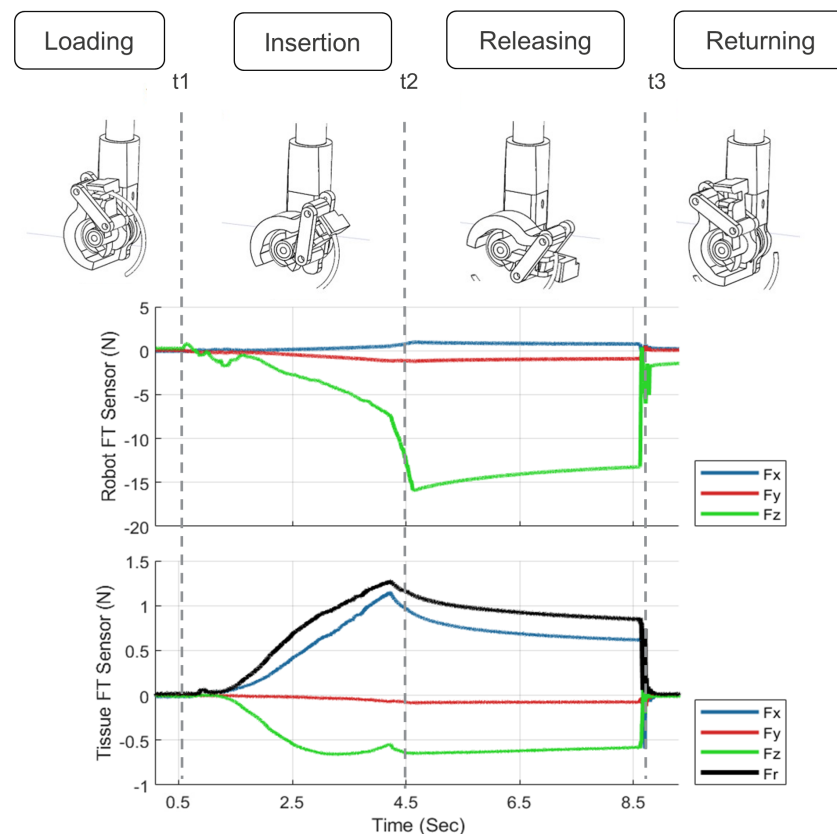 Loading
Insertion
Releasing
Returning
t1
t2
t3
Robot FT Sensor (N)
5
0
-5
-10
-15
-20
Fx
Fy
Fz
Tissue FT Sensor (N)
1.5
1
0.5
0
-0.5
-1
Fx
Fy
Fz
Fr
0.5
2.5
4.5
6.5
8.5
Time (Sec)